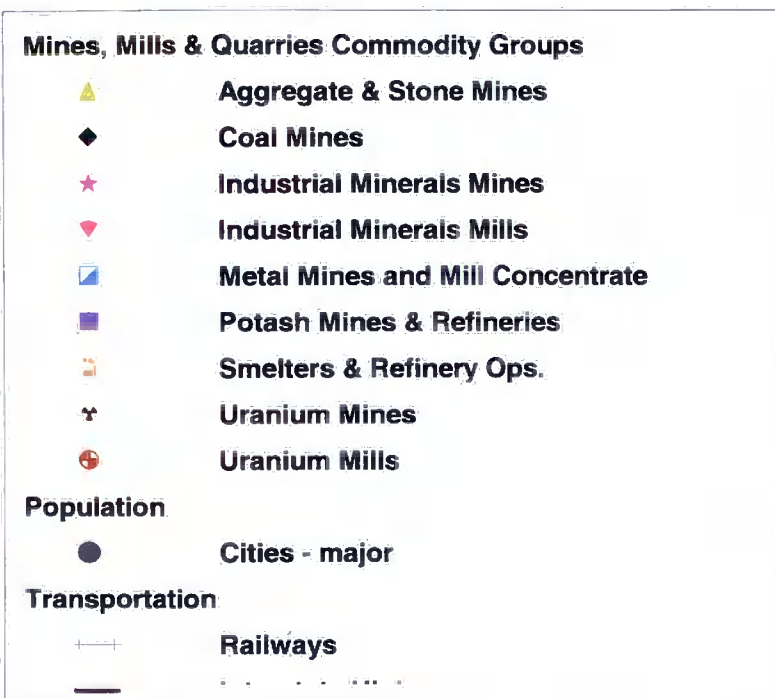 Mines, Mills & Quarries Commodity Groups
Aggregate & Stone Mines
Coal Mines
Industrial Minerals Mines
Industrial Minerals Mills
Metal Mines and Mill Concentrate
Potash Mines & Refineries
Smelters & Refinery Ops.
Uranium Mines
Uranium Mills
Population
Cities - major
Transportation
Railways